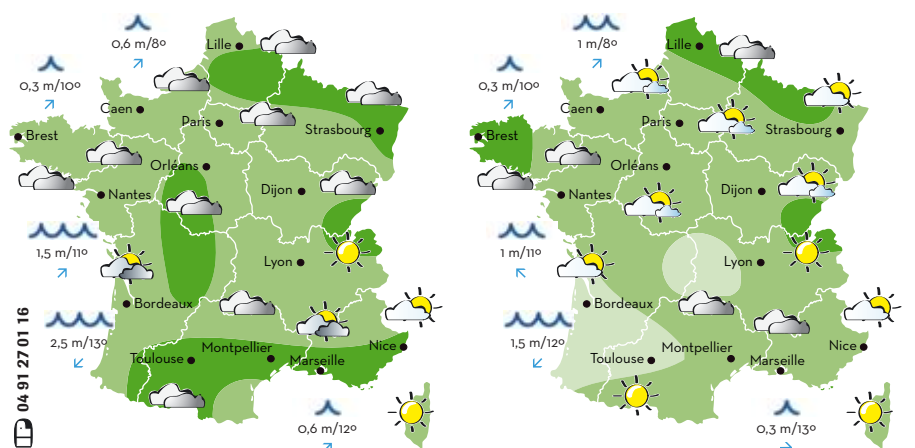 0,6 m/8º
Lille
0,3 m/10º
Caen
Paris
Strasbourg
Brest
Orléans
Nantes
Dijon
1,5 m/11º
Lyon
Bordeaux
2,5 m/13º
Toulouse
Montpellier
Marseille
Nice
0,6 m/12º
04 91 27 01 16
1 m/8º
Lille
0,3 m/10º
Caen
Paris
Strasbourg
Brest
Orléans
Nantes
Dijon
1 m/11º
Lyon
Bordeaux
1,5 m/12º
Toulouse
Montpellier
Marseille
Nice
0,3 m/13º